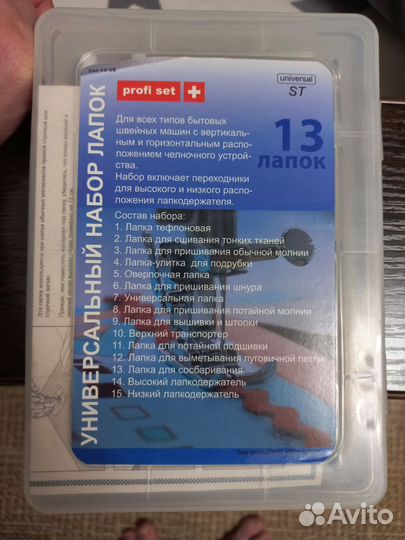 profi set
universal
ST
13
лапок
УНИВЕРСАЛЬНЫЙ НАБОР ЛАПОК
Для всех типов бытовых
швейных машин с вертикаль-
ным и горизонтальным распо-
ложением челночного устрой-
ства.
Набор включает переходники
для высокого и низкого распо-
ложения лапкодержателя.
Состав набора:
1. Лапка тефлоновая
2. Лапка для сшивания тонких тканей
3. Лапка для пришивания обычной молнии
4. Лапка-улитка для подрубки
5. Оверлочная лапка
6. Лапка для пришивания шнура
7. Универсальная лапка
8. Лапка для пришивания потайной молнии
9. Лапка для вышивки и штопки
10. Верхний транспортер
11. Лапка для потайной подшивки
12. Лапка для выметывания пуговичной петли
13. Лапка для сосбаривания
14. Высокий лапкодержатель
15. Низкий лапкодержатель
Avito